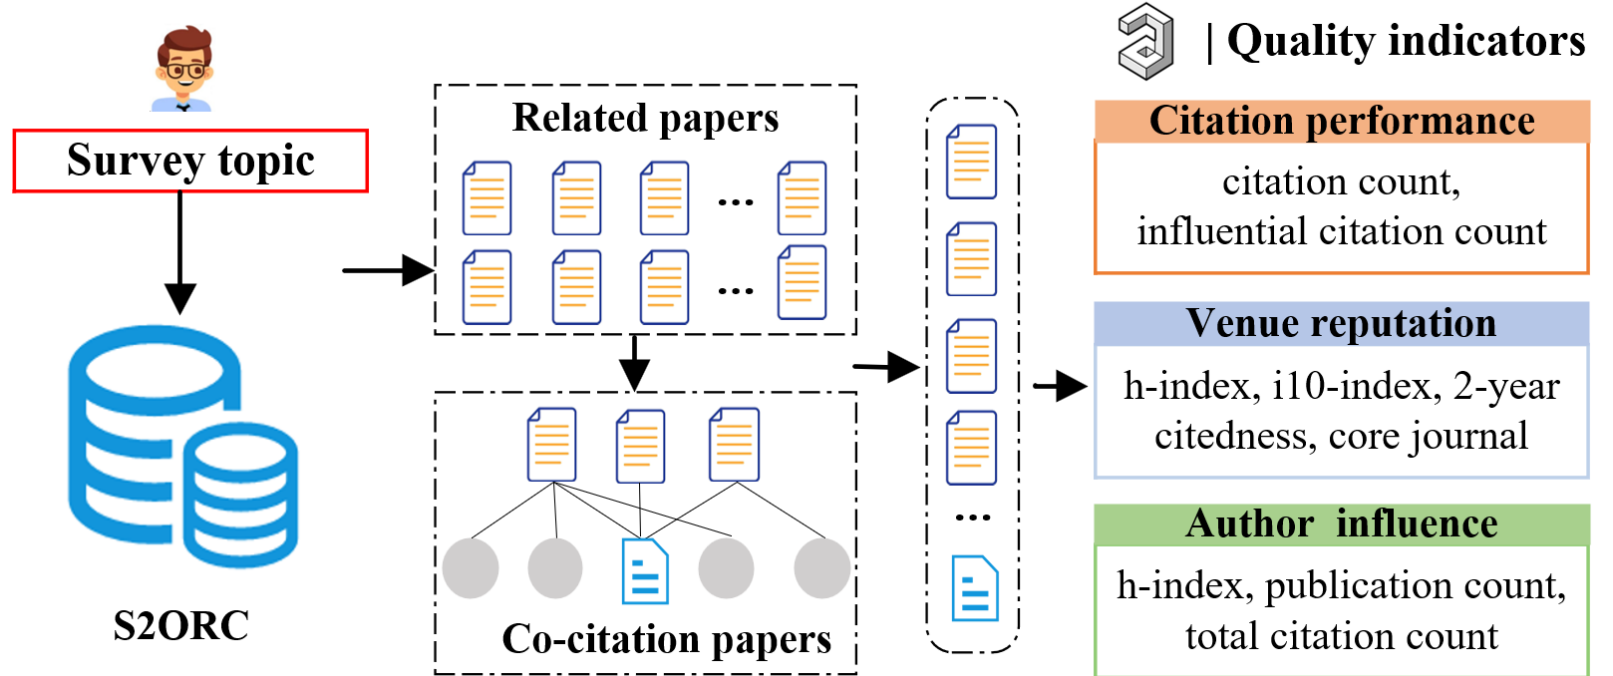 Survey topic
S2ORC
Related papers
...
...
Co-citation papers
...
| Quality indicators
Citation performance
citation count,
influential citation count
Venue reputation
h-index, i10-index, 2-year
citedness, core journal
Author influence
h-index, publication count,
total citation count